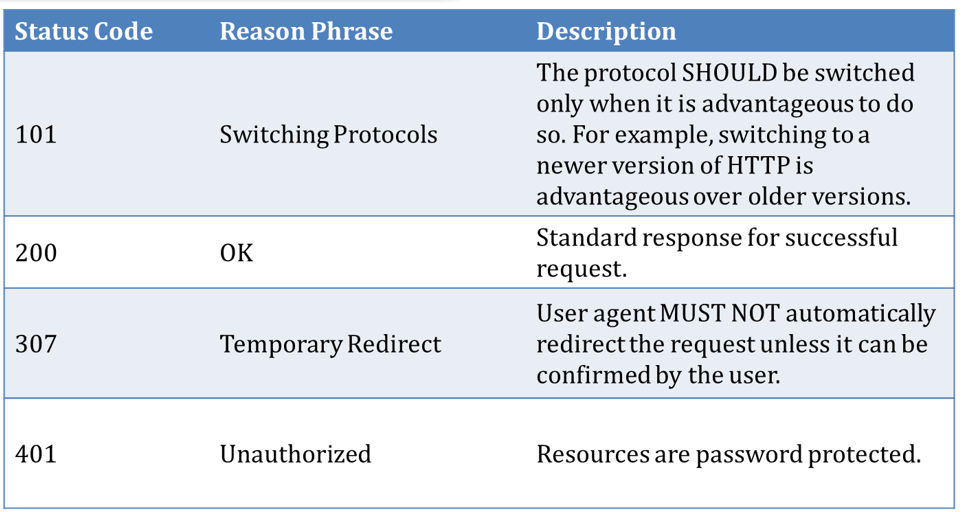 Status Code Reason Phrase Description
101 Switching Protocols The protocol SHOULD be switched
only when it is advantageous to do
so. For example, switching to a
newer version of HTTP is
advantageous over older versions.
200 OK Standard response for successful
request.
307 Temporary Redirect User agent MUST NOT automatically
redirect the request unless it can be
confirmed by the user.
401 Unauthorized Resources are password protected.